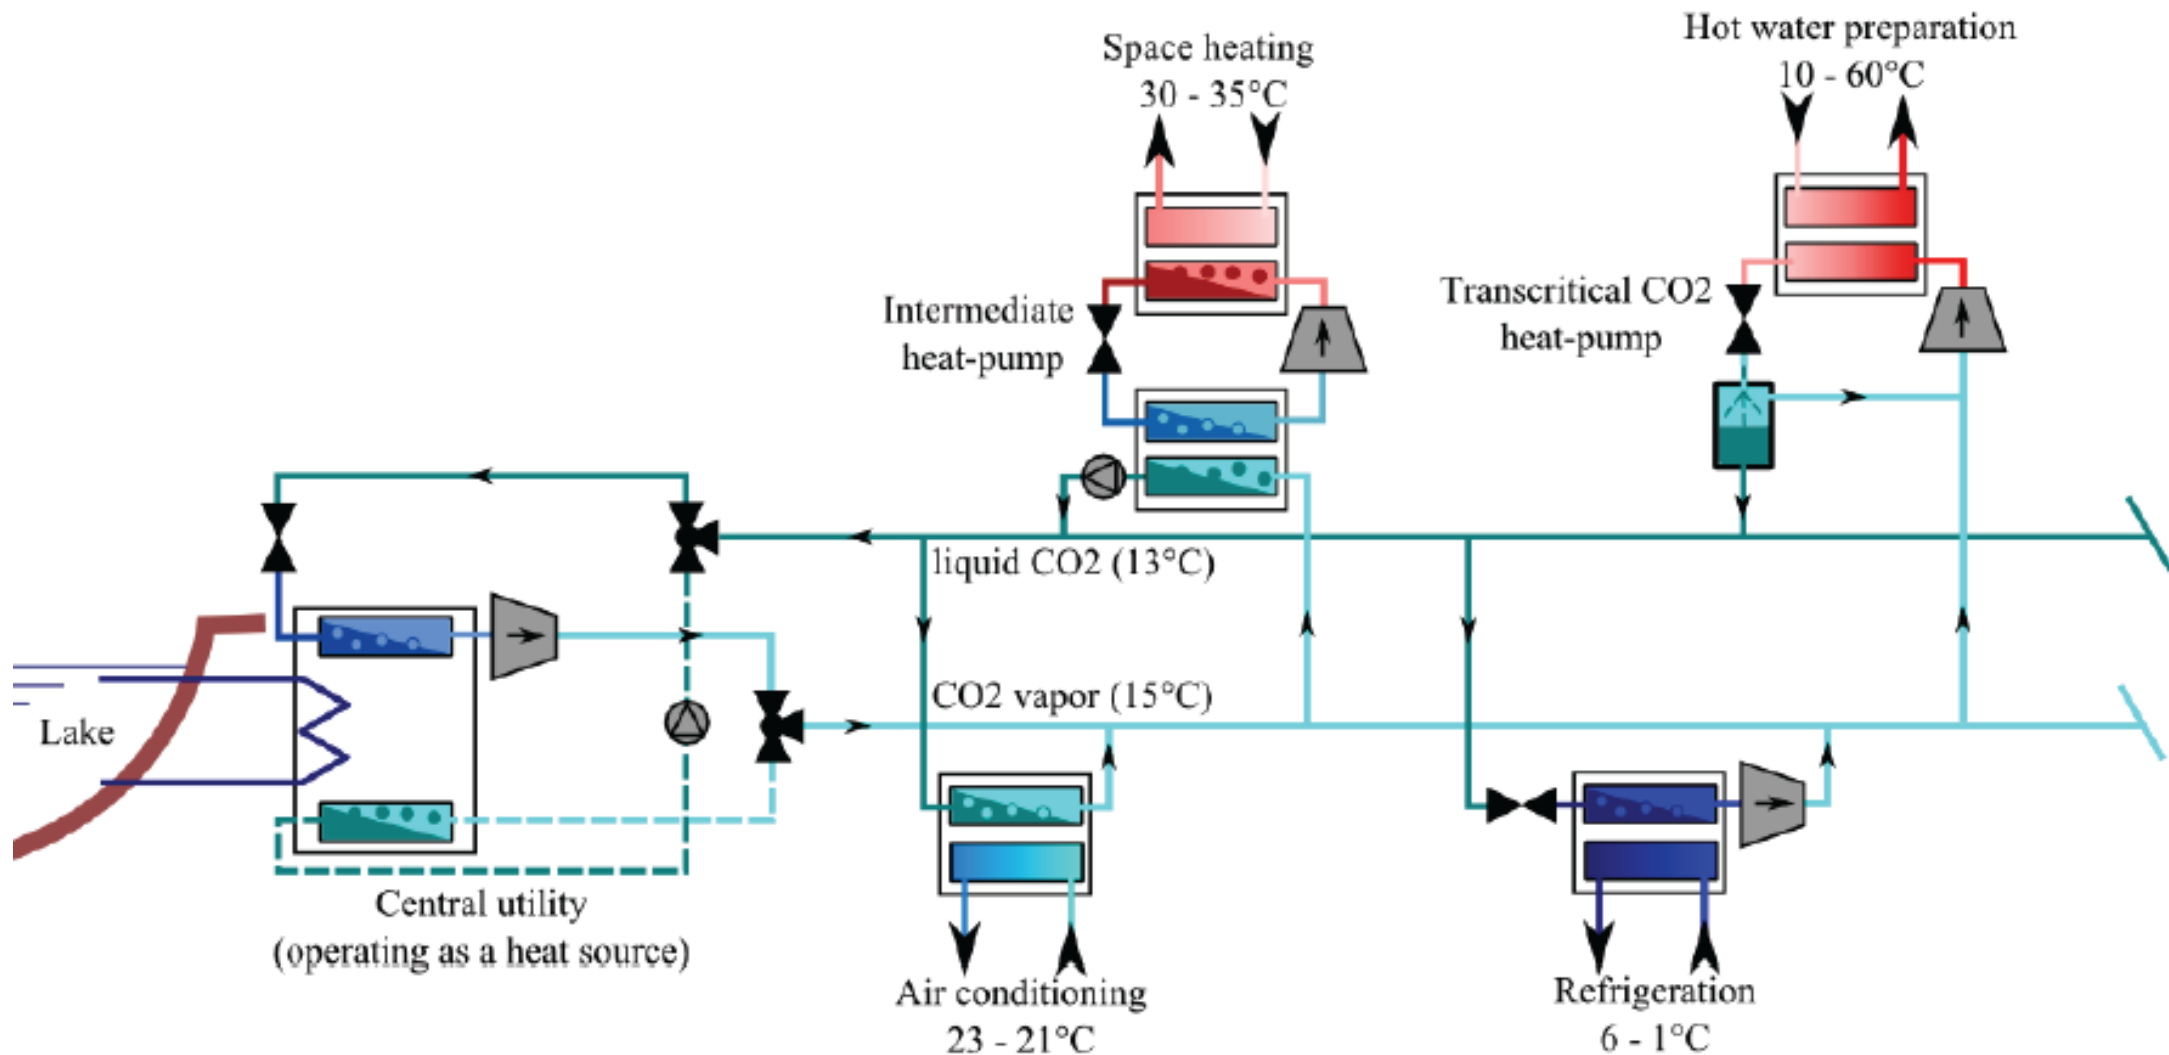 Space heating
30 - 35°C
Hot water preparation
10 - 60°C
Intermediate
heat-pump
Transcritical CO2
heat-pump
liquid CO2 (13°C)
CO2 vapor (15°C)
Lake
Central utility
(operating as a heat source)
Air conditioning
23 - 21°C
Refrigeration
6 - 1°C